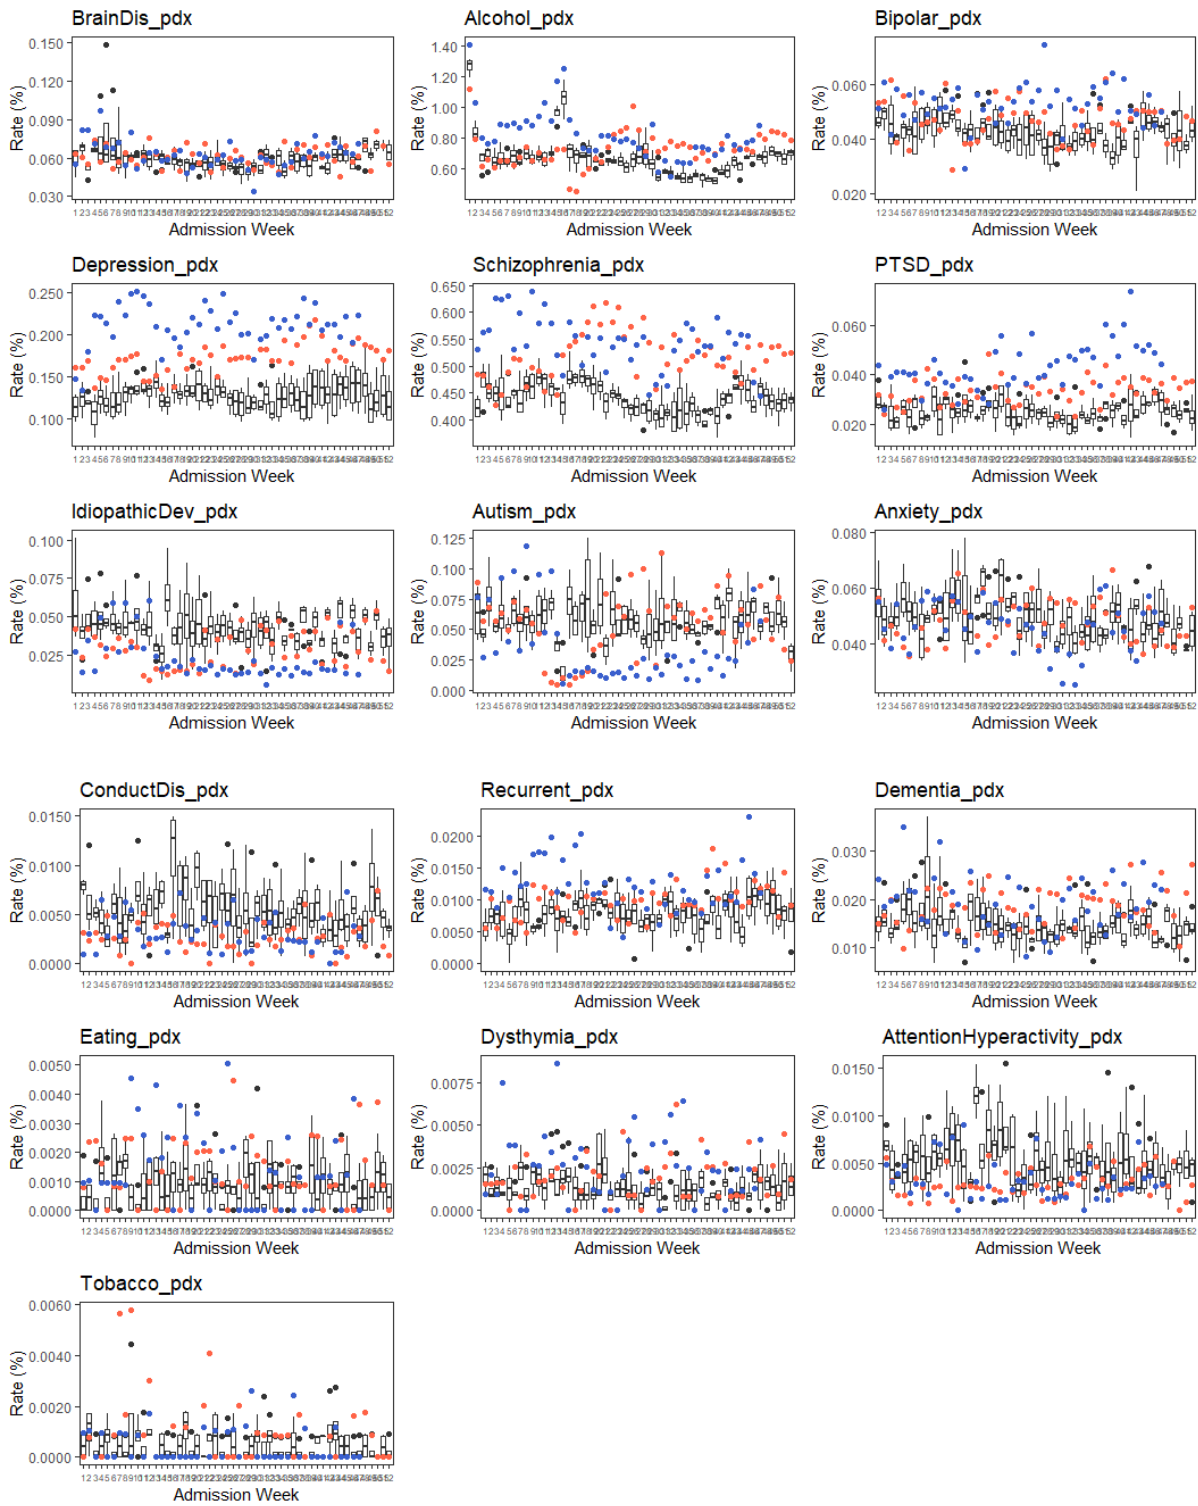 BrainDis_pdx
Alcohol_pdx
Bipolar_pdx
Rate (%)
0.150
0.120
0.090
0.060
0.030
Admission Week
Rate (%)
1.40
1.20
1.00
0.80
0.60
Admission Week
Rate (%)
0.060
0.040
0.020
Admission Week
Depression_pdx
Schizophrenia_pdx
PTSD_pdx
Rate (%)
0.250
0.200
0.150
0.100
Admission Week
Rate (%)
0.650
0.600
0.550
0.500
0.450
0.400
Admission Week
Rate (%)
0.060
0.040
0.020
Admission Week
IdiopathicDev_pdx
Autism_pdx
Anxiety_pdx
Rate (%)
0.100
0.075
0.050
0.025
Admission Week
Rate (%)
0.125
0.100
0.075
0.050
0.025
0.000
Admission Week
Rate (%)
0.080
0.060
0.040
Admission Week
ConductDis_pdx
Recurrent_pdx
Dementia_pdx
Rate (%)
0.0150
0.0100
0.0050
0.0000
Admission Week
Rate (%)
0.0200
0.0150
0.0100
0.0050
0.0000
Admission Week
Rate (%)
0.030
0.020
0.010
Admission Week
Eating_pdx
Dysthymia_pdx
AttentionHyperactivity_pdx
Rate (%)
0.0050
0.0040
0.0030
0.0020
0.0010
0.0000
Admission Week
Rate (%)
0.0075
0.0050
0.0025
0.0000
Admission Week
Rate (%)
0.0150
0.0100
0.0050
0.0000
Admission Week
Tobacco_pdx
Rate (%)
0.0060
0.0040
0.0020
0.0000
Admission Week